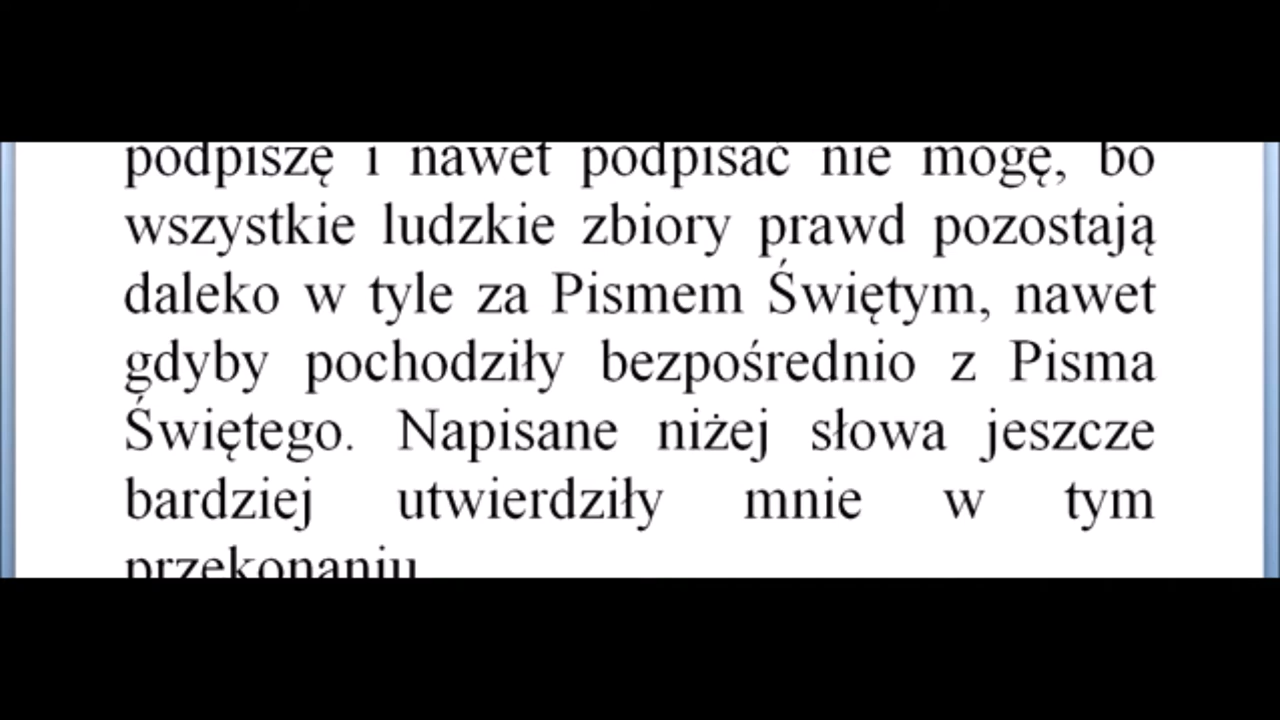 podpiszę i nawet podpisać nie mogę, bo
wszystkie ludzkie zbiory prawd pozostają
daleko w tyle za Pismem Świętym, nawet
gdyby pochodziły bezpośrednio z Pisma
Świętego. Napisane niżej słowa jeszcze
bardziej utwierdziły mnie w tym
przekonaniu